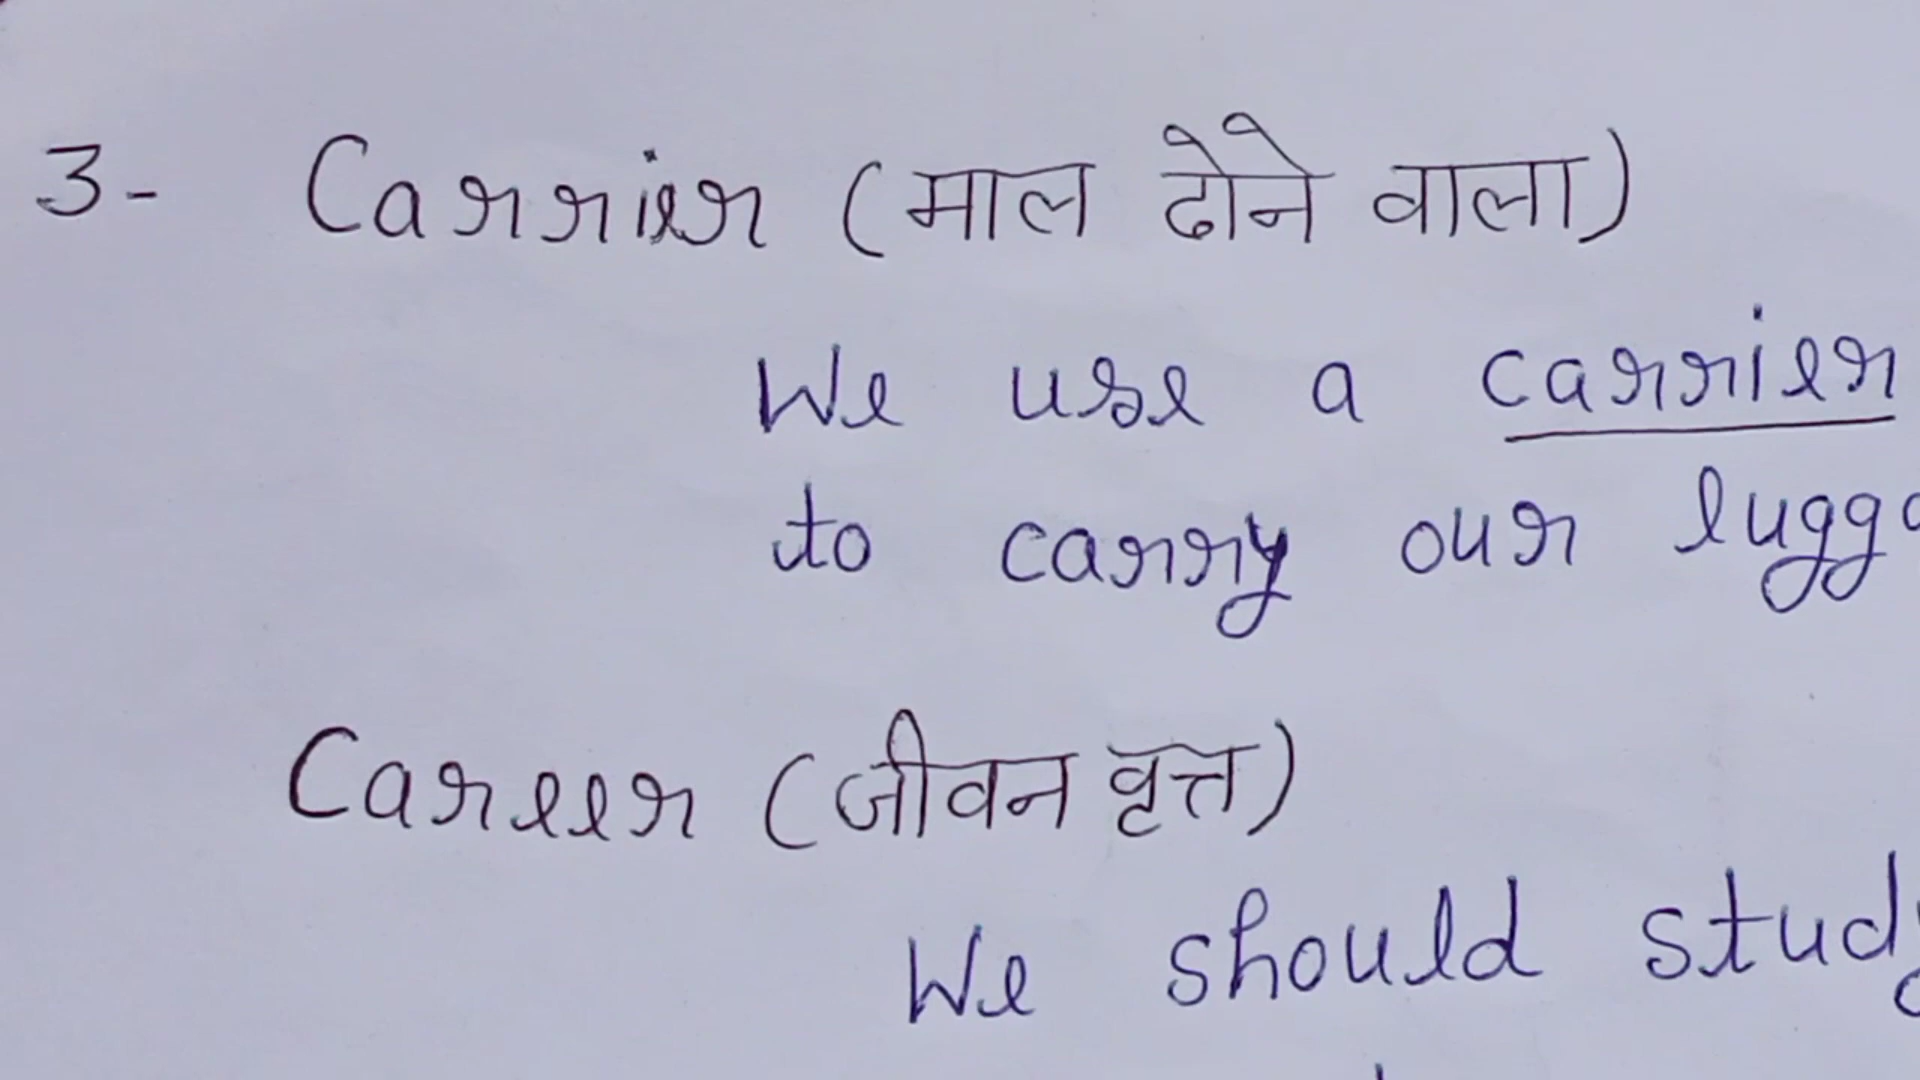 3- Carrier (माल ढोने वाला)
We use a carrier
to carry our
Career (जीवन वृत्त)
We should